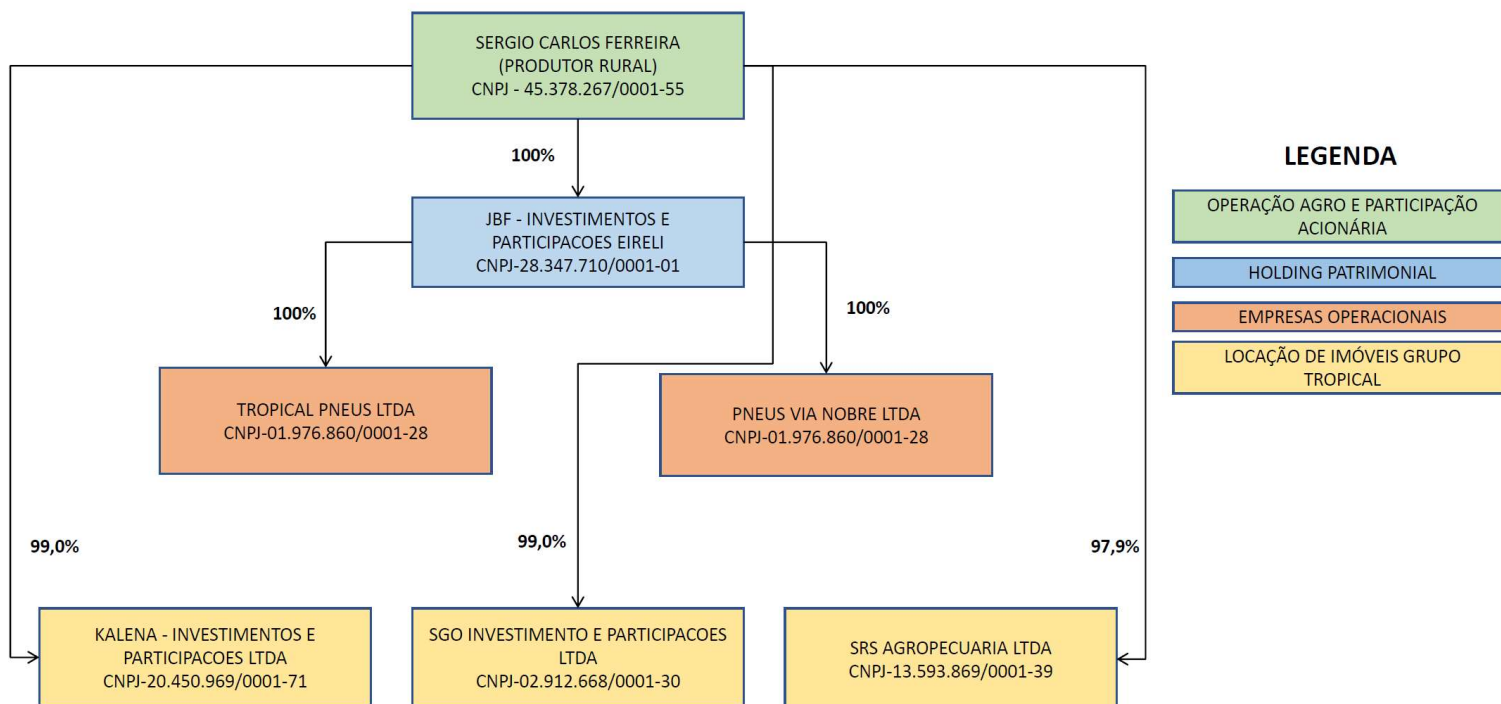 SERGIO CARLOS FERREIRA
(PRODUTOR RURAL)
CNPJ - 45.378.267/0001-55
100%
JBF - INVESTIMENTOS E
PARTICIPACOES EIRELI
CNPJ-28.347.710/0001-01
100%
100%
TROPICAL PNEUS LTDA
CNPJ-01.976.860/0001-28
PNEUS VIA NOBRE LTDA
CNPJ-01.976.860/0001-28
99,0%
99,0%
97,9%
KALENA - INVESTIMENTOS E
PARTICIPACOES LTDA
CNPJ-20.450.969/0001-71
SGO INVESTIMENTO E PARTICIPACOES
LTDA
CNPJ-02.912.668/0001-30
SRS AGROPECUARIA LTDA
CNPJ-13.593.869/0001-39
LEGENDA
OPERAÇÃO AGRO E PARTICIPAÇÃO
ACIONÁRIA
HOLDING PATRIMONIAL
EMPRESAS OPERACIONAIS
LOCAÇÃO DE IMÓVEIS GRUPO
TROPICAL